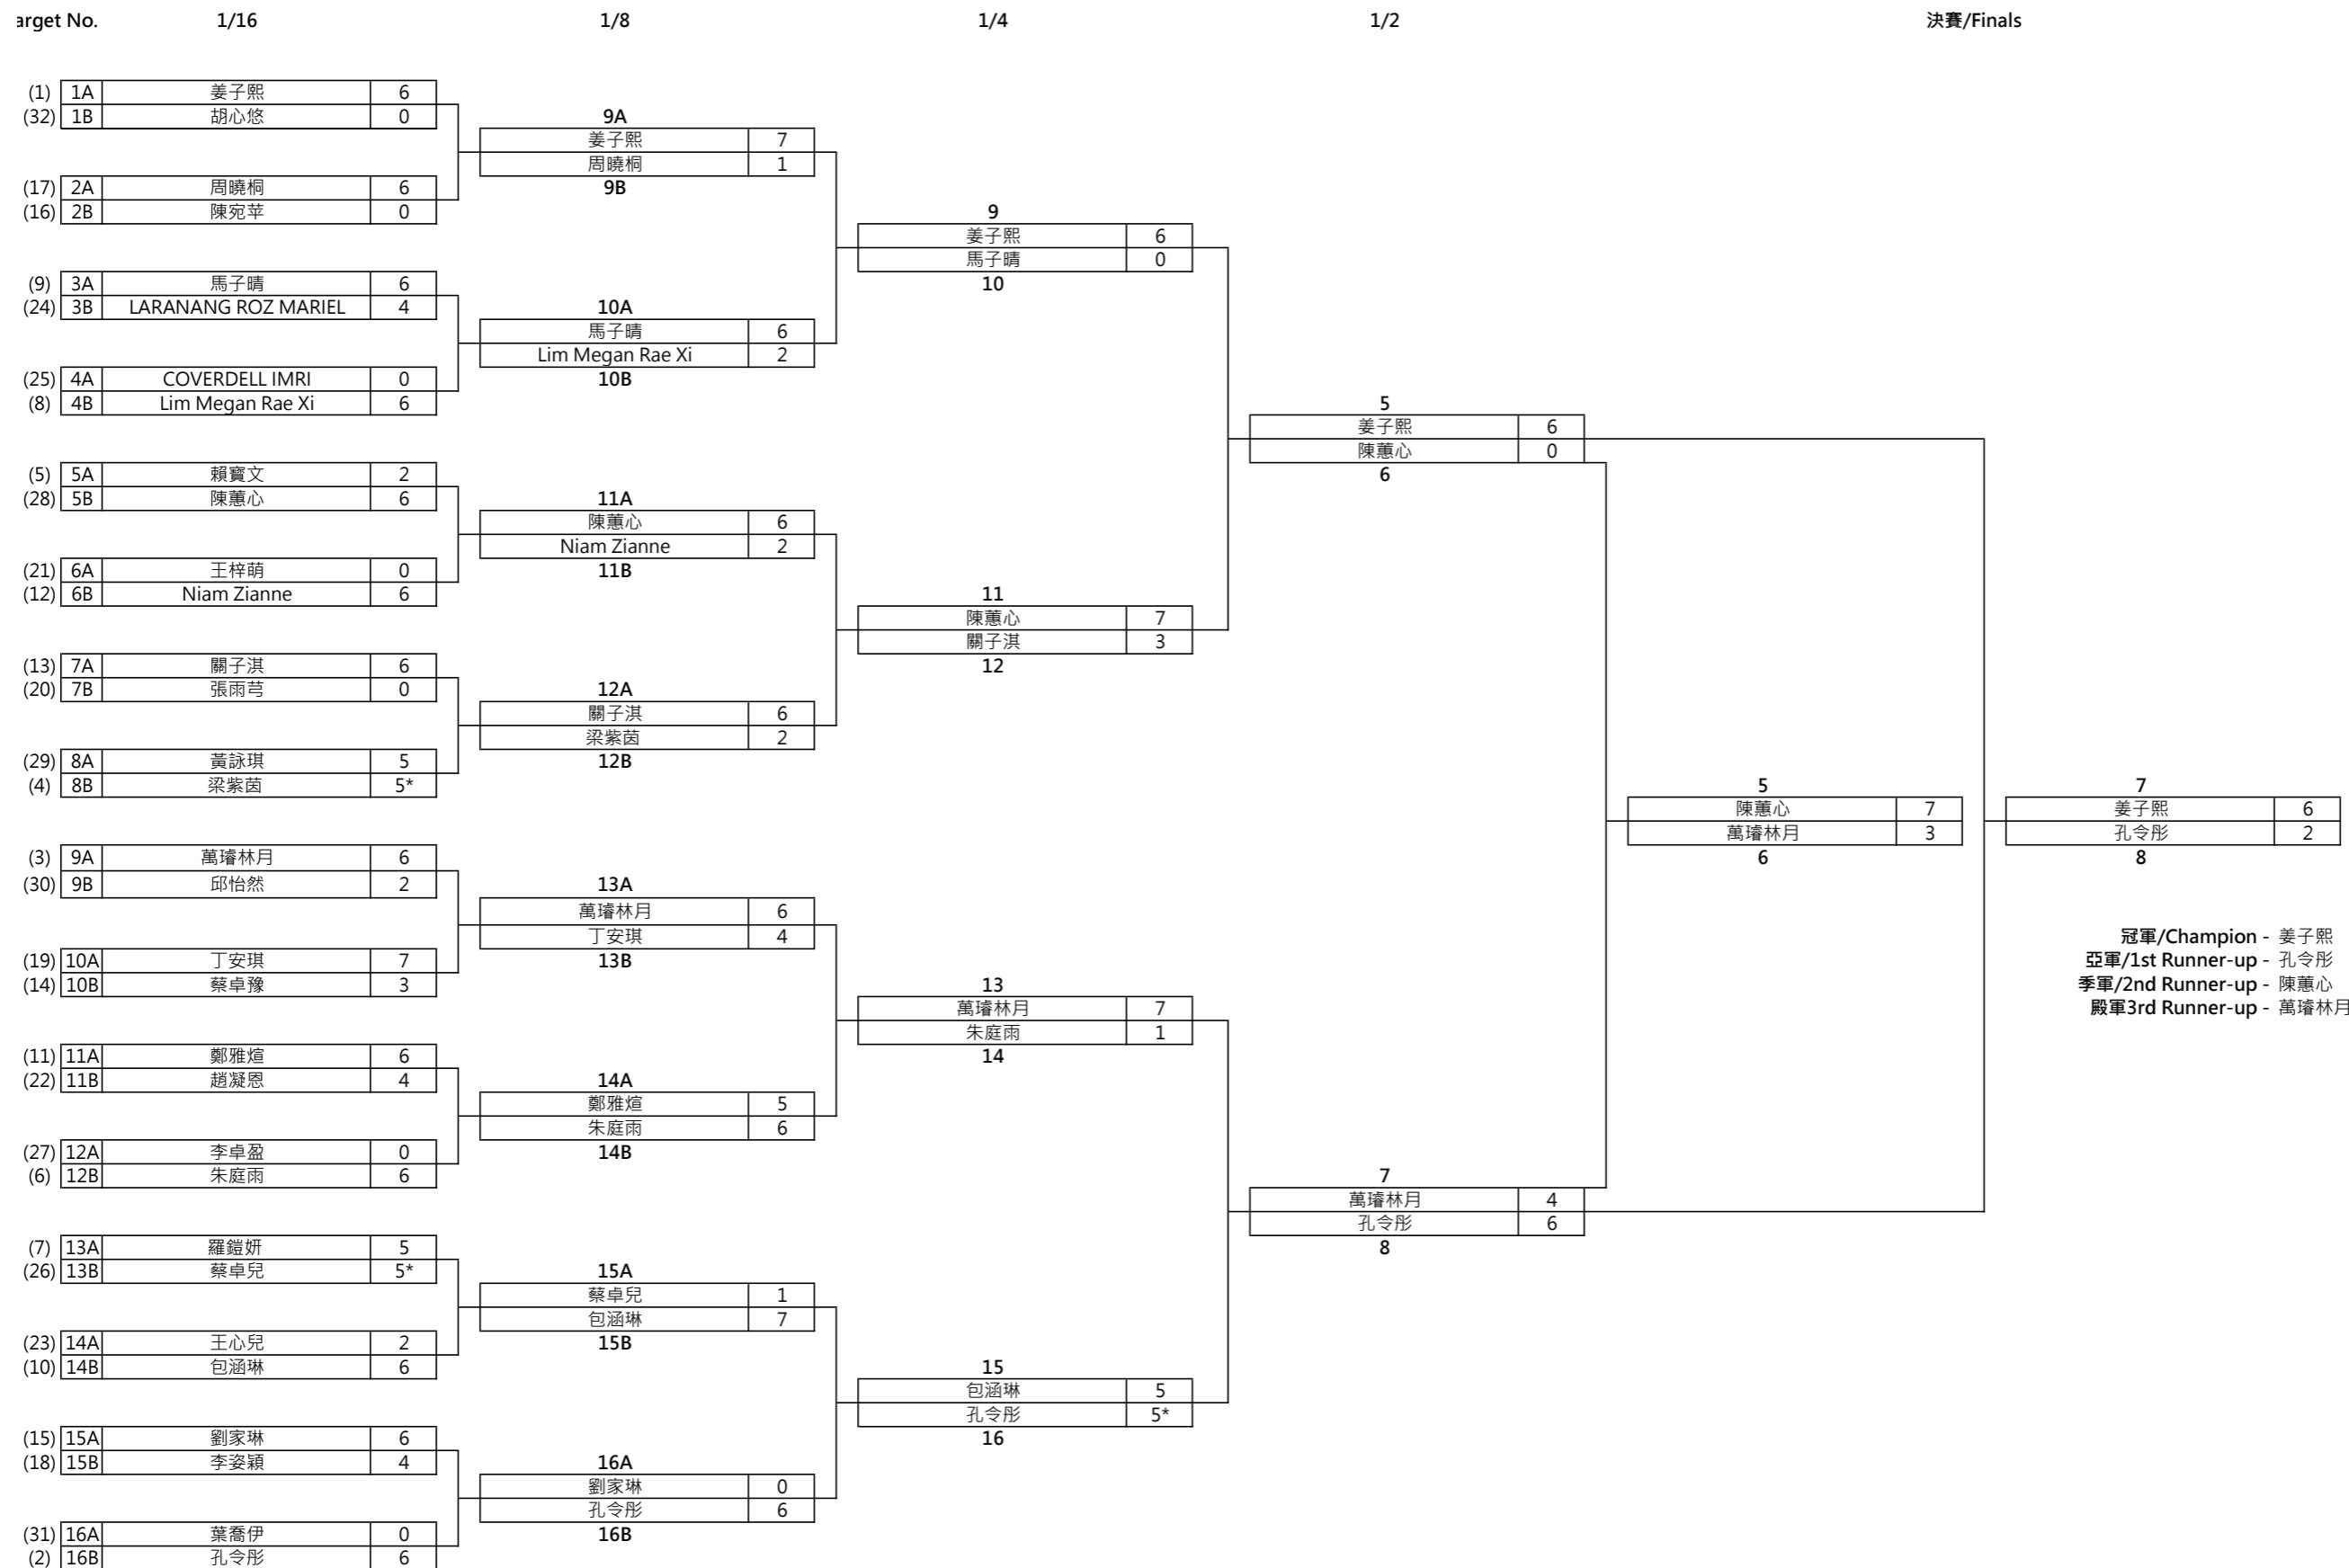 arget No. 1/16 1/8 1/4 1/2 決賽/Finals
(1) 1A 姜子熙 6
(32) 1B 胡心悠 0
9A
姜子熙 7
周曉桐 1
9B
(17) 2A 周曉桐 6
(16) 2B 陳宛苹 0
9
姜子熙 6
馬子晴 0
10
(9) 3A 馬子晴 6
(24) 3B LARANANG ROZ MARIEL 4
10A
馬子晴 6
Lim Megan Rae Xi 2
10B
(25) 4A COVERDELL IMRI 0
(8) 4B Lim Megan Rae Xi 6
5
姜子熙 6
陳蕙心 0
6
(5) 5A 賴寳文 2
(28) 5B 陳蕙心 6
11A
陳蕙心 6
Niam Zianne 2
11B
(21) 6A 王梓萌 0
(12) 6B Niam Zianne 6
11
陳蕙心 7
關子淇 3
12
(13) 7A 關子淇 6
(20) 7B 張雨芎 0
12A
關子淇 6
梁紫茵 2
12B
(29) 8A 黃詠琪 5
(4) 8B 梁紫茵 5*
5
陳蕙心 7
萬璿林月 3
6
7
姜子熙 6
孔令彤 2
8
(3) 9A 萬璿林月 6
(30) 9B 邱怡然 2
13A
萬璿林月 6
丁安琪 4
13B
冠軍/Champion - 姜子熙
亞軍/1st Runner-up - 孔令彤
季軍/2nd Runner-up - 陳蕙心
殿軍3rd Runner-up - 萬璿林月
(19) 10A 丁安琪 7
(14) 10B 蔡卓豫 3
13
萬璿林月 7
朱庭雨 1
14
(11) 11A 鄭雅煊 6
(22) 11B 趙凝恩 4
14A
鄭雅煊 5
朱庭雨 6
14B
(27) 12A 李卓盈 0
(6) 12B 朱庭雨 6
7
萬璿林月 4
孔令彤 6
8
(7) 13A 羅鎧妍 5
(26) 13B 蔡卓兒 5*
15A
蔡卓兒 1
包涵琳 7
15B
(23) 14A 王心兒 2
(10) 14B 包涵琳 6
15
包涵琳 5
孔令彤 5*
16
(15) 15A 劉家琳 6
(18) 15B 李姿穎 4
16A
劉家琳 0
孔令彤 6
16B
(31) 16A 葉喬伊 0
(2) 16B 孔令彤 6